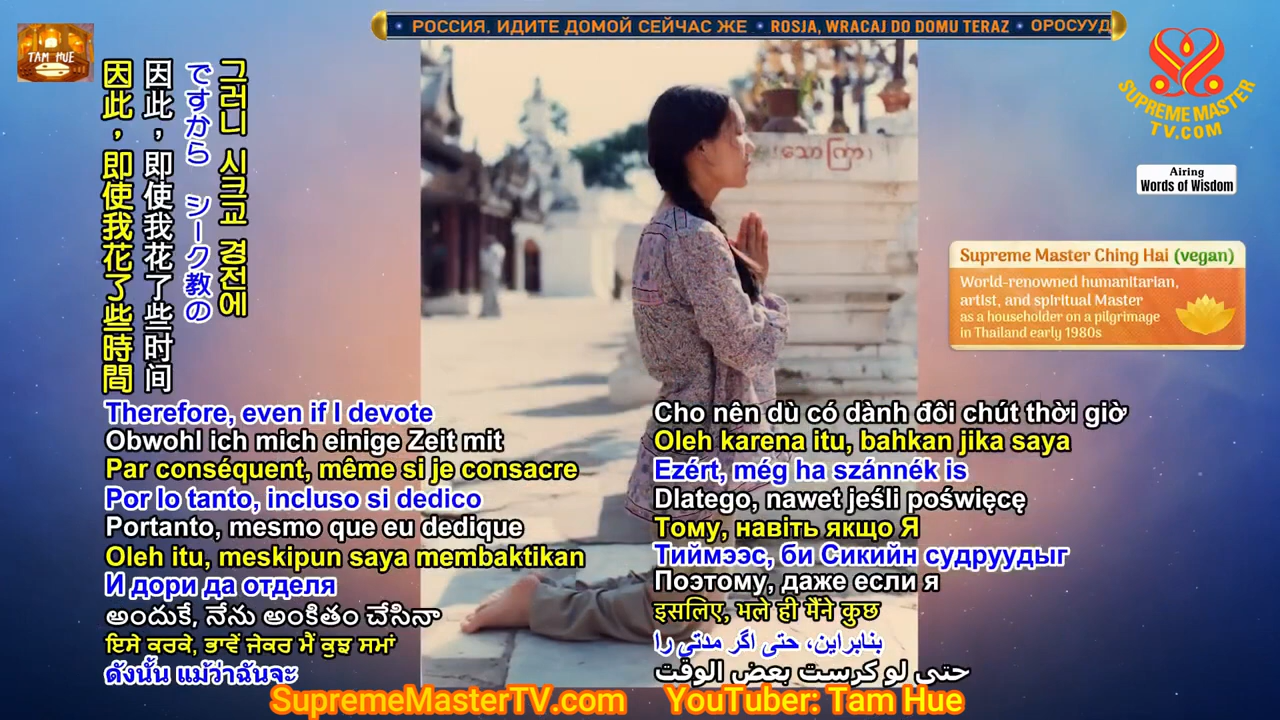 TAM HUE
• РОССИЯ, ИДИТЕ ДОМОЙ СЕЙЧАС ЖЕ • ROSJA, WRACAJ DO DOMU TERAZ • ОРОСУУД
SUPREME MASTER
TV.COM
Airing
Words of Wisdom
Supreme Master Ching Hai (vegan)
World-renowned humanitarian,
artist, and spiritual Master
as a householder on a pilgrimage
in Thailand early 1980s
그러니 시크교 경전에
ですから シーク教の
因此，即使我花了些时间
因此，即使我花了些時間
Therefore, even if I devote
Obwohl ich mich einige Zeit mit
Par conséquent, même si je consacre
Por lo tanto, incluso si dedico
Portanto, mesmo que eu dedique
Oleh itu, meskipun saya membaktikan
И дори да отделя
అందుకే, నేను అంకితం చేసినా
ਇਸੇ ਕਰਕੇ, ਭਾਵੇਂ ਜੇਕਰ ਮੈਂ ਕੁਝ ਸਮਾਂ
ดังนั้น แม้ว่าฉันจะ
Cho nên dù có dành đôi chút thời giờ
Oleh karena itu, bahkan jika saya
Ezért, még ha szánnék is
Dlatego, nawet jeśli poświęcę
Тому, навіть якщо Я
Тиймээс, би Сикийн судруудыг
Поэтому, даже если я
इसलिए, भले ही मैंने कुछ
بنابراین، حتی اگر مدتی را
حتى لو كرست بعض الوقت
SupremeMasterTV.com YouTuber: Tam Hue